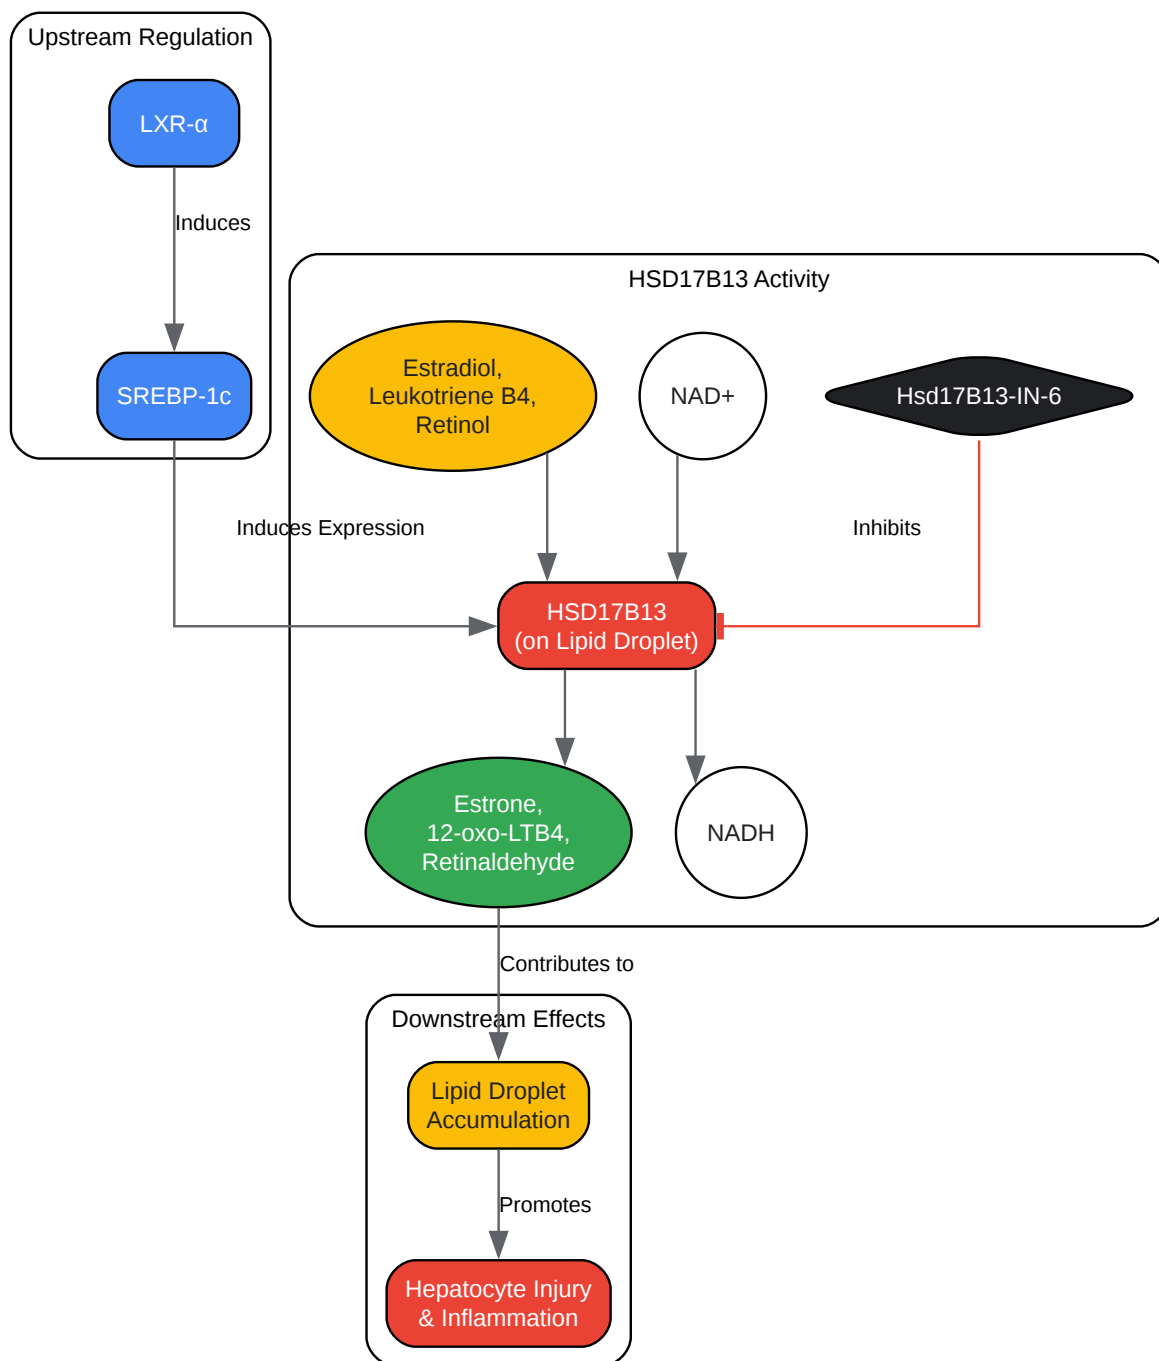 Upstream Regulation
LXR-α
Induces
SREBP-1c
HSD17B13 Activity
Estradiol,
Leukotriene B4,
Retinol
NAD+
Hsd17B13-IN-6
Induces Expression
Inhibits
HSD17B13
(on Lipid Droplet)
Estrone,
12-oxo-LTB4,
Retinaldehyde
NADH
Contributes to
Downstream Effects
Lipid Droplet
Accumulation
Promotes
Hepatocyte Injury
& Inflammation